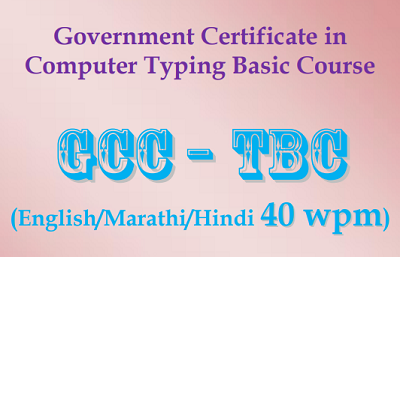 Government Certificate in
Computer Typing Basic Course
GCC - TBC
(English/Marathi/Hindi 40 wpm)